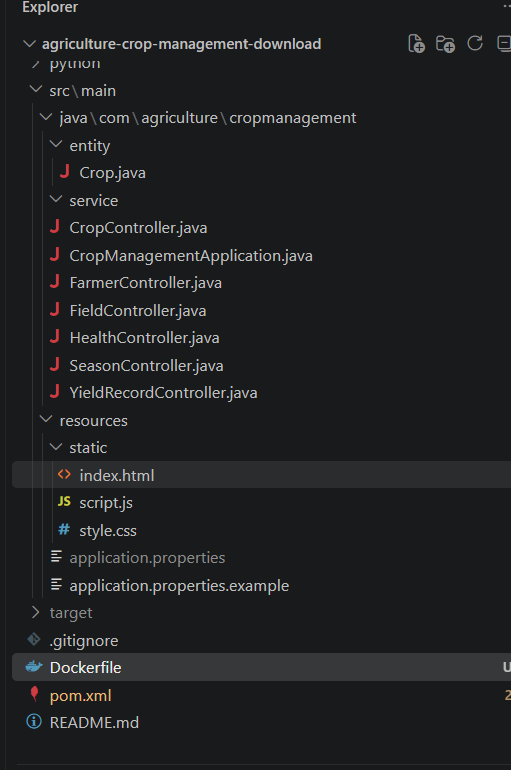 Explorer
agriculture-crop-management-download
python
src\main
java\com\agriculture\cropmanagement
entity
J Crop.java
service
J CropController.java
J CropManagementApplication.java
J FarmerController.java
J FieldController.java
J HealthController.java
J SeasonController.java
J YieldRecordController.java
resources
static
<> index.html
JS script.js
# style.css
application.properties
application.properties.example
target
.gitignore
Dockerfile U
pom.xml 2
README.md